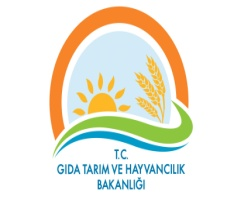 T.C.
GIDA TARIM VE HAYVANCILIK
BAKANLIĞI